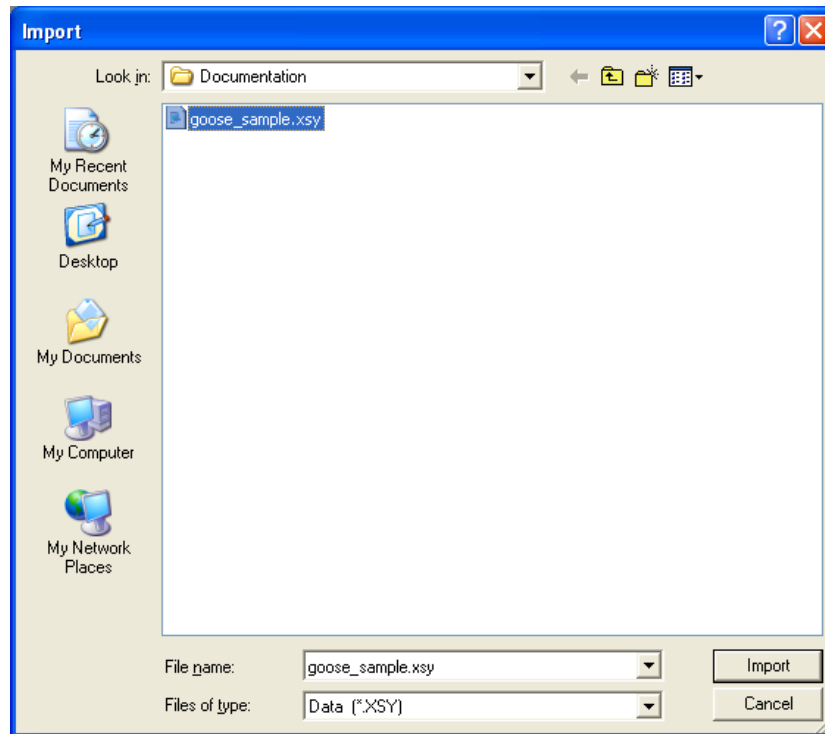 Import
Look in: Documentation
goose_sample.xsy
My Recent
Documents
Desktop
My Documents
My Computer
My Network
Places
File name: goose_sample.xsy Import
Files of type: Data (*.XSY) Cancel